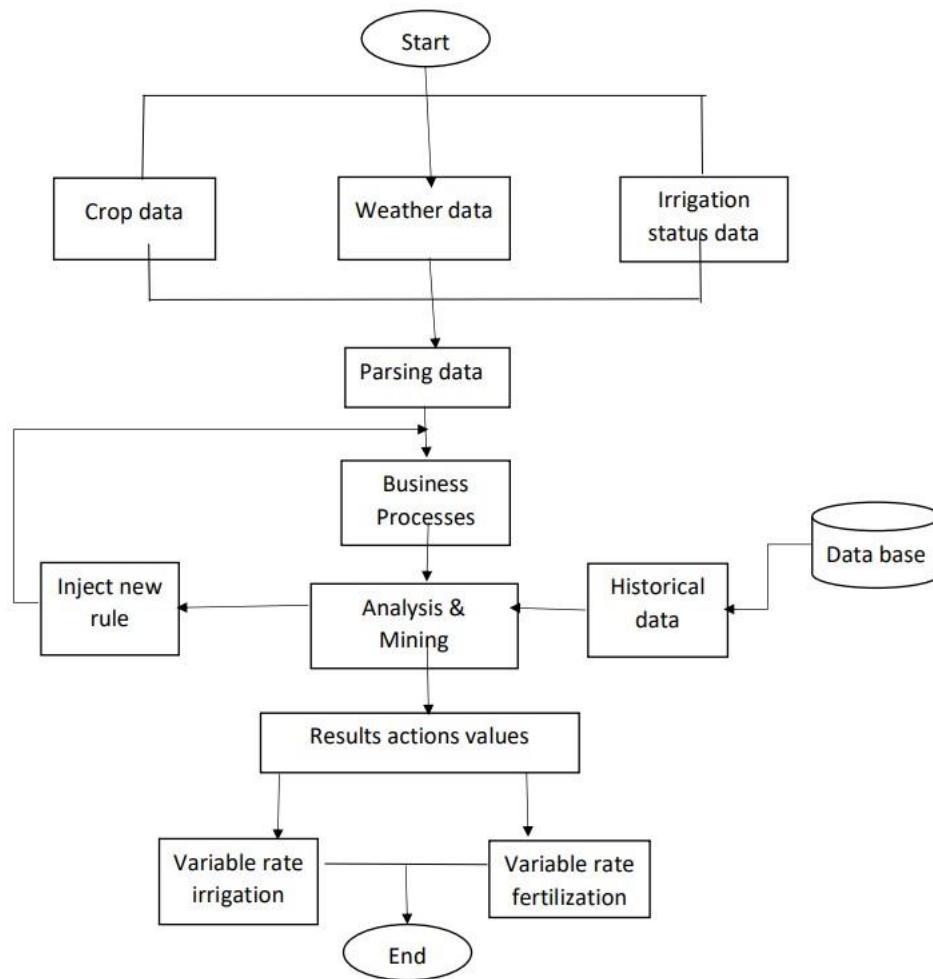 Start
Crop data
Weather data
Irrigation
status data
Parsing data
Business
Processes
Data base
Inject new
rule
Analysis &
Mining
Historical
data
Results actions values
Variable rate
irrigation
Variable rate
fertilization
End